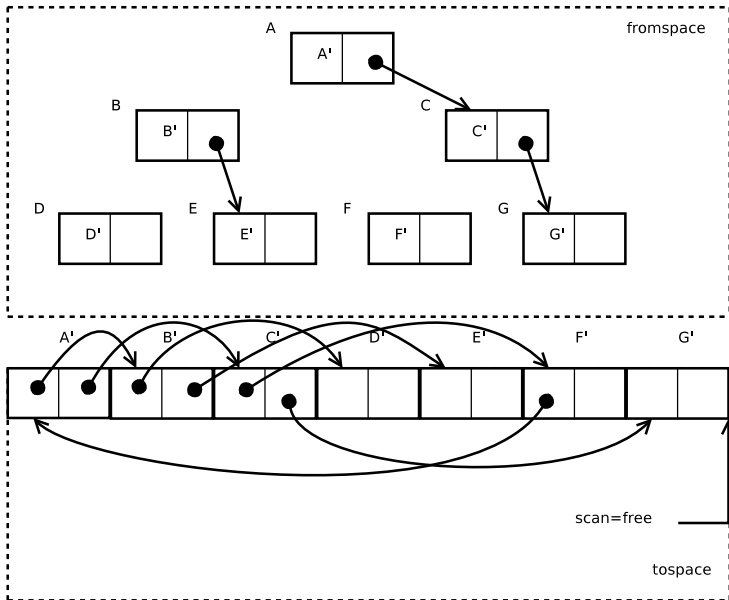 A
fromspace
A'
B
C
B'
C'
D
E
F
G
D'
E'
F'
G'
A'
B'
C'
D'
E'
F'
G'
scan=free
tospace